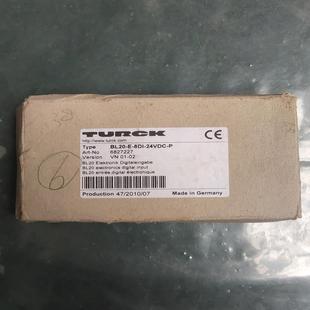 TURCK
CE
http://www.turck.com
Type BL20-E-8DI-24VDC-P
Art-No 6827227
Version VN 01-02
BL20 Elektronik Digitaleingabe
BL20 electronics digital input
BL20 entrée digital électronique
Production 47/2010/07 Made in Germany
6